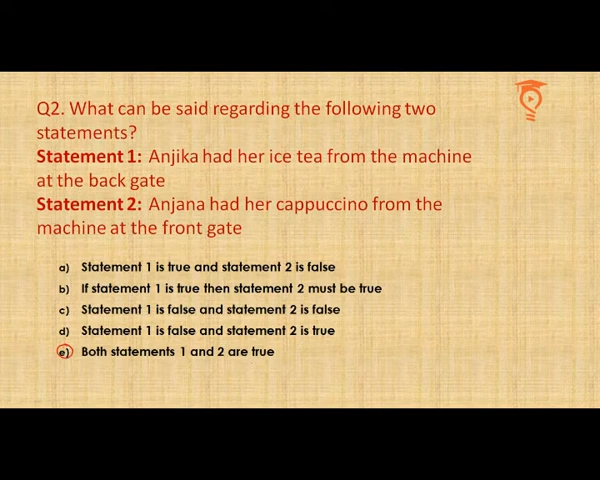 Q2. What can be said regarding the following two
statements?
Statement 1: Anjika had her ice tea from the machine
at the back gate
Statement 2: Anjana had her cappuccino from the
machine at the front gate
a) Statement 1 is true and statement 2 is false
b) If statement 1 is true then statement 2 must be true
c) Statement 1 is false and statement 2 is false
d) Statement 1 is false and statement 2 is true
e) Both statements 1 and 2 are true